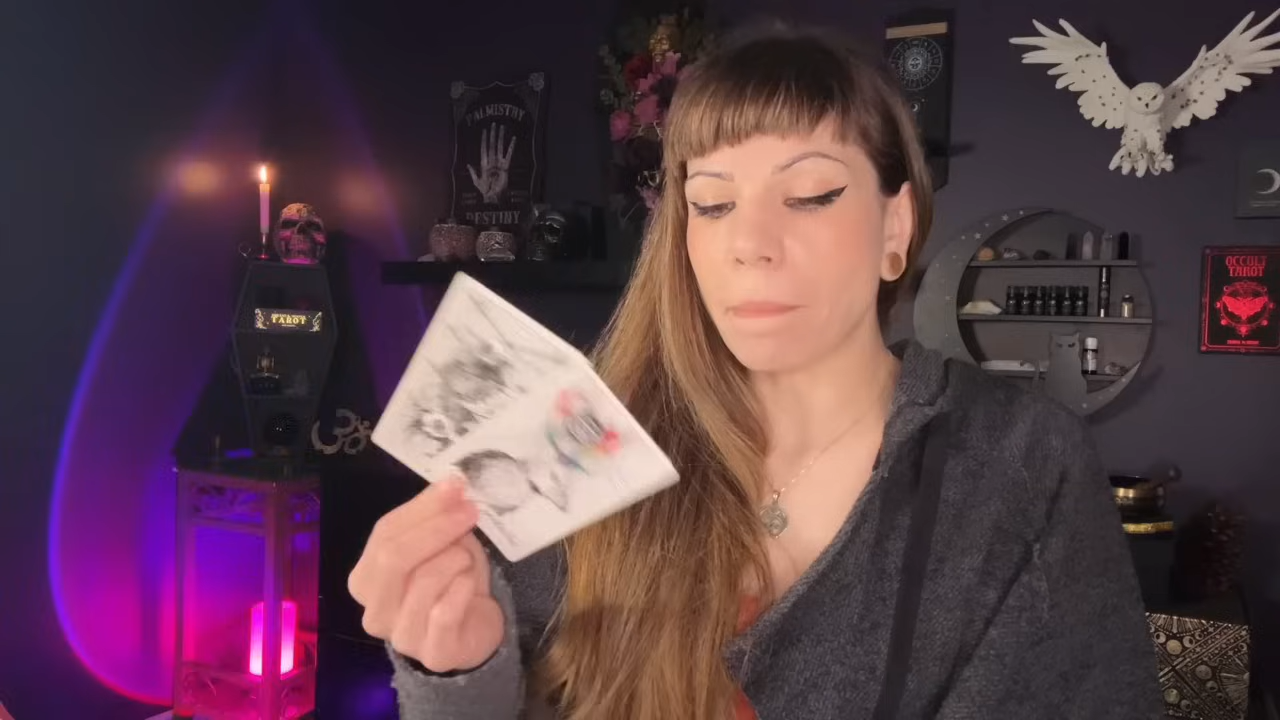 PALMISTRY
DESTINY
TAROT
OCCULT
TAROT